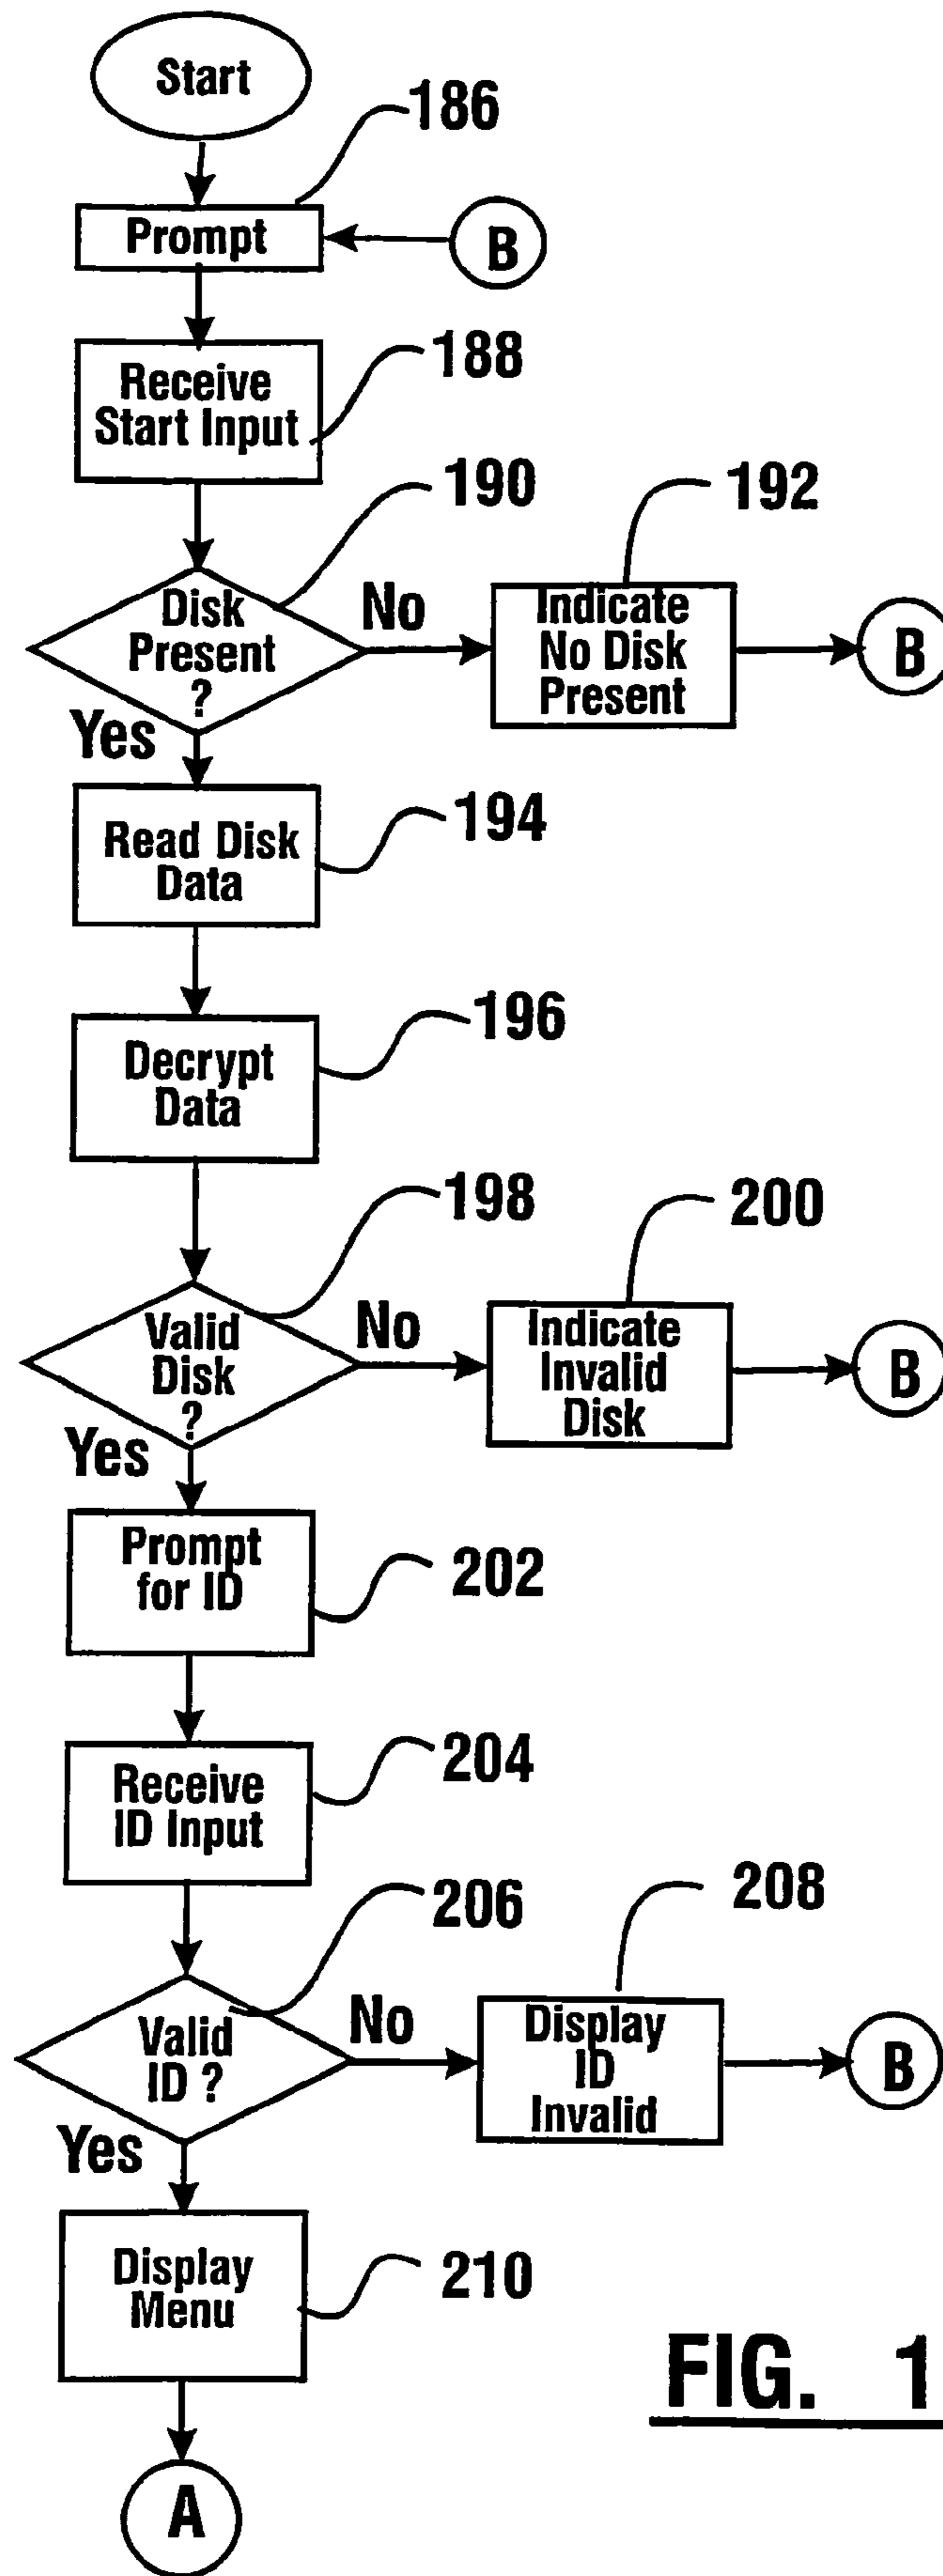 Start
186
Prompt
B
Receive
Start Input
188
190
Disk
Present
?
No
192
Indicate
No Disk
Present
B
Yes
Read Disk
Data
194
Decrypt
Data
196
198
Valid
Disk
?
No
200
Indicate
Invalid
Disk
B
Yes
Prompt
for ID
202
Receive
ID Input
204
206
Valid
ID ?
No
208
Display
ID
Invalid
B
Yes
Display
Menu
210
FIG. 1
A